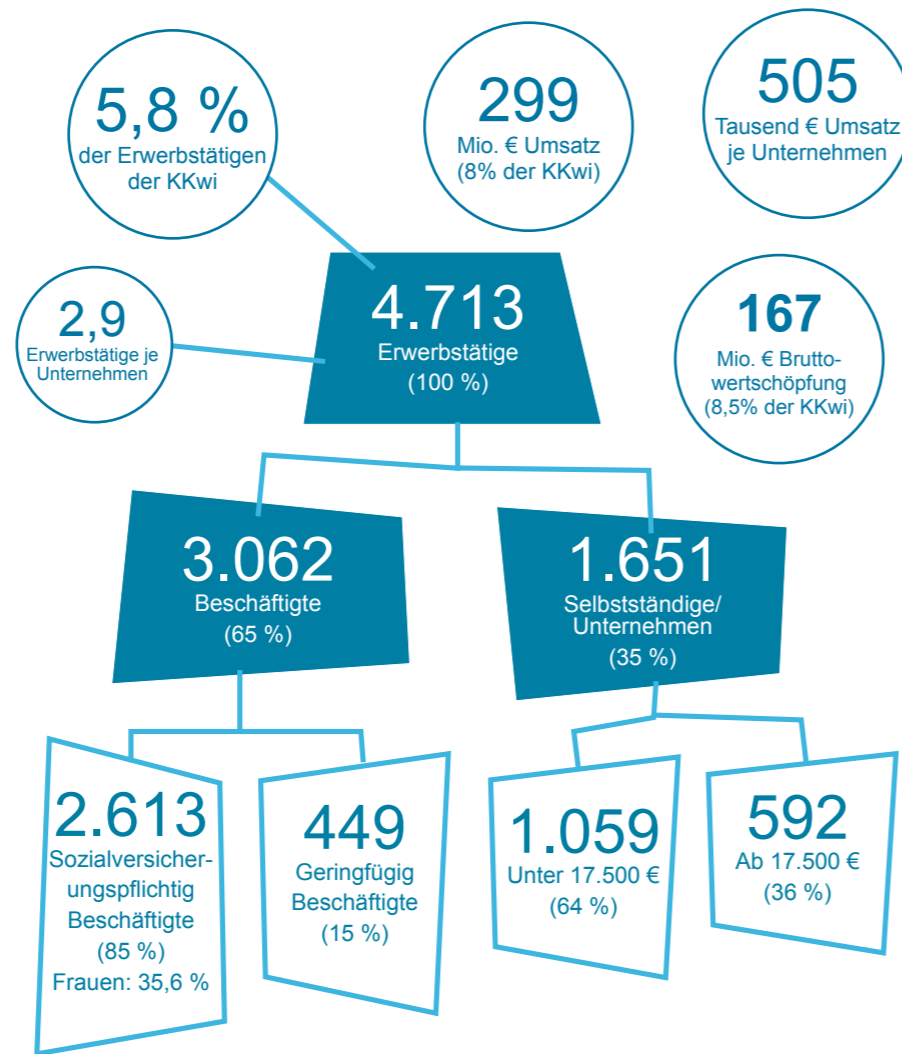 5,8 %
der Erwerbstätigen
der KKwi
299
Mio. € Umsatz
(8% der KKwi)
505
Tausend € Umsatz
je Unternehmen
2,9
Erwerbstätige je
Unternehmen
4.713
Erwerbstätige
(100 %)
167
Mio. € Brutto-
wertschöpfung
(8,5% der KKwi)
3.062
Beschäftigte
(65 %)
1.651
Selbstständige/
Unternehmen
(35 %)
2.613
Sozialversicher-
ungspflichtig
Beschäftigte
(85 %)
Frauen: 35,6 %
449
Geringfügig
Beschäftigte
(15 %)
1.059
Unter 17.500 €
(64 %)
592
Ab 17.500 €
(36 %)